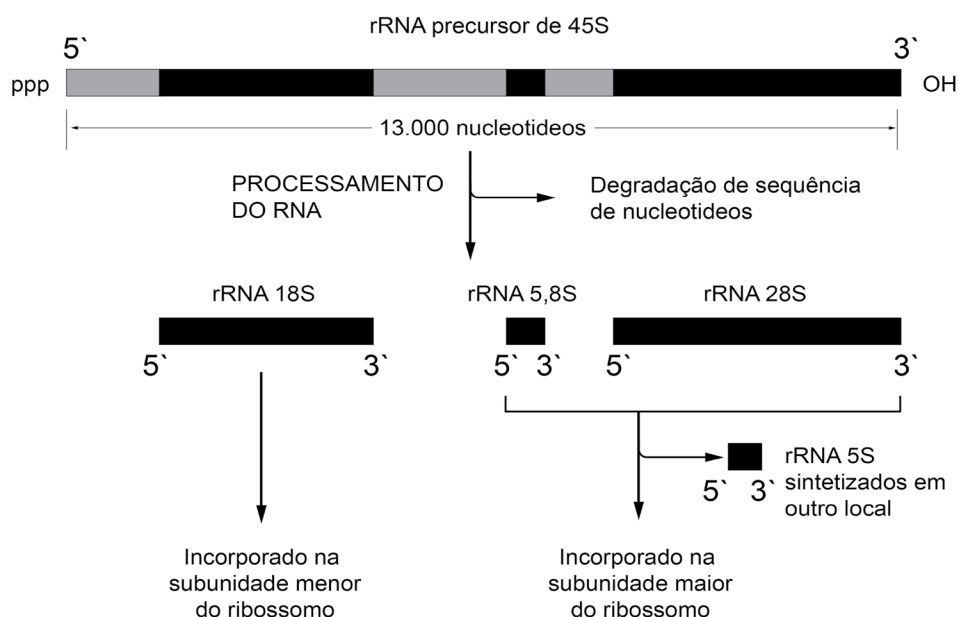 rRNA precursor de 45S
5` 3`
ppp OH
13.000 nucleotideos
PROCESSAMENTO
DO RNA
Degradação de sequência
de nucleotideos
rRNA 18S
rRNA 5,8S
rRNA 28S
5` 3`
5` 3`
5` 3`
rRNA 5S
sintetizados em
outro local
5` 3`
Incorporado na
subunidade menor
do ribossomo
Incorporado na
subunidade maior
do ribossomo